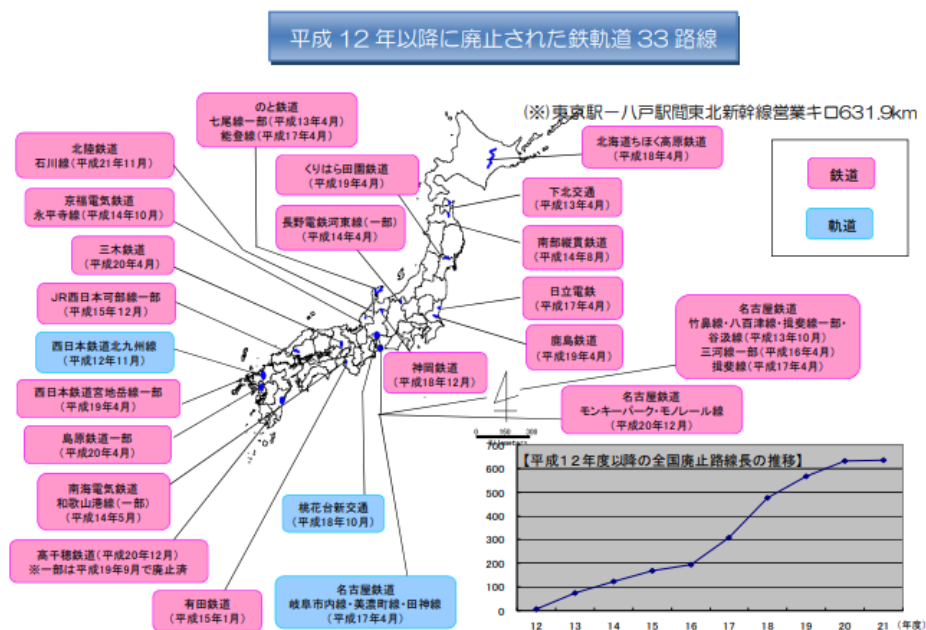 平成12年以降に廃止された鉄軌道33路線
(※)東京駅－八戸駅間東北新幹線営業キロ631.9km
のと鉄道
七尾線一部(平成13年4月)
能登線(平成17年4月)
北海道ちほく高原鉄道
(平成18年4月)
鉄道
軌道
北陸鉄道
石川線(平成21年11月)
くりはら田園鉄道
(平成19年4月)
下北交通
(平成13年4月)
京福電気鉄道
永平寺線(平成14年10月)
長野電鉄河東線(一部)
(平成14年4月)
南部縦貫鉄道
(平成14年8月)
三木鉄道
(平成20年4月)
JR西日本可部線一部
(平成15年12月)
日立電鉄
(平成17年4月)
名古屋鉄道
竹鼻線・八百津線・揖斐線一部・
谷汲線(平成13年10月)
三河線一部(平成16年4月)
揖斐線(平成17年4月)
西日本鉄道北九州線
(平成12年11月)
鹿島鉄道
(平成19年4月)
西日本鉄道宮地岳線一部
(平成19年4月)
神岡鉄道
(平成18年12月)
名古屋鉄道
モンキーパーク・モノレール線
(平成20年12月)
島原鉄道一部
(平成20年4月)
南海電気鉄道
和歌山港線(一部)
(平成14年5月)
桃花台新交通
(平成18年10月)
高千穂鉄道(平成20年12月)
※一部は平成19年9月で廃止済
有田鉄道
(平成15年1月)
名古屋鉄道
岐阜市内線・美濃町線・田神線
(平成17年4月)
0 150 300
【平成12年度以降の全国廃止路線長の推移】
700
600
500
400
300
200
100
0
12 13 14 15 16 17 18 19 20 21 (年度)